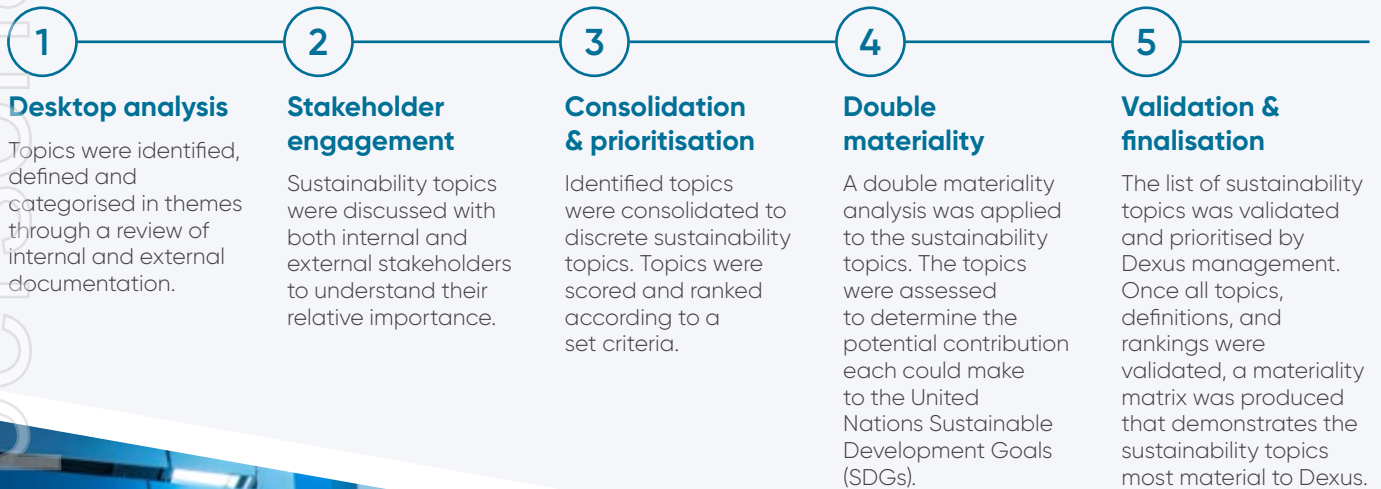 1
Desktop analysis
Topics were identified,
defined and
categorised in themes
through a review of
internal and external
documentation.
2
Stakeholder
engagement
Sustainability topics
were discussed with
both internal and
external stakeholders
to understand their
relative importance.
3
Consolidation
& prioritisation
Identified topics
were consolidated to
discrete sustainability
topics. Topics were
scored and ranked
according to a
set criteria.
4
Double
materiality
A double materiality
analysis was applied
to the sustainability
topics. The topics
were assessed
to determine the
potential contribution
each could make
to the United
Nations Sustainable
Development Goals
(SDGs).
5
Validation &
finalisation
The list of sustainability
topics was validated
and prioritised by
Dexus management.
Once all topics,
definitions, and
rankings were
validated, a materiality
matrix was produced
that demonstrates the
sustainability topics
most material to Dexus.